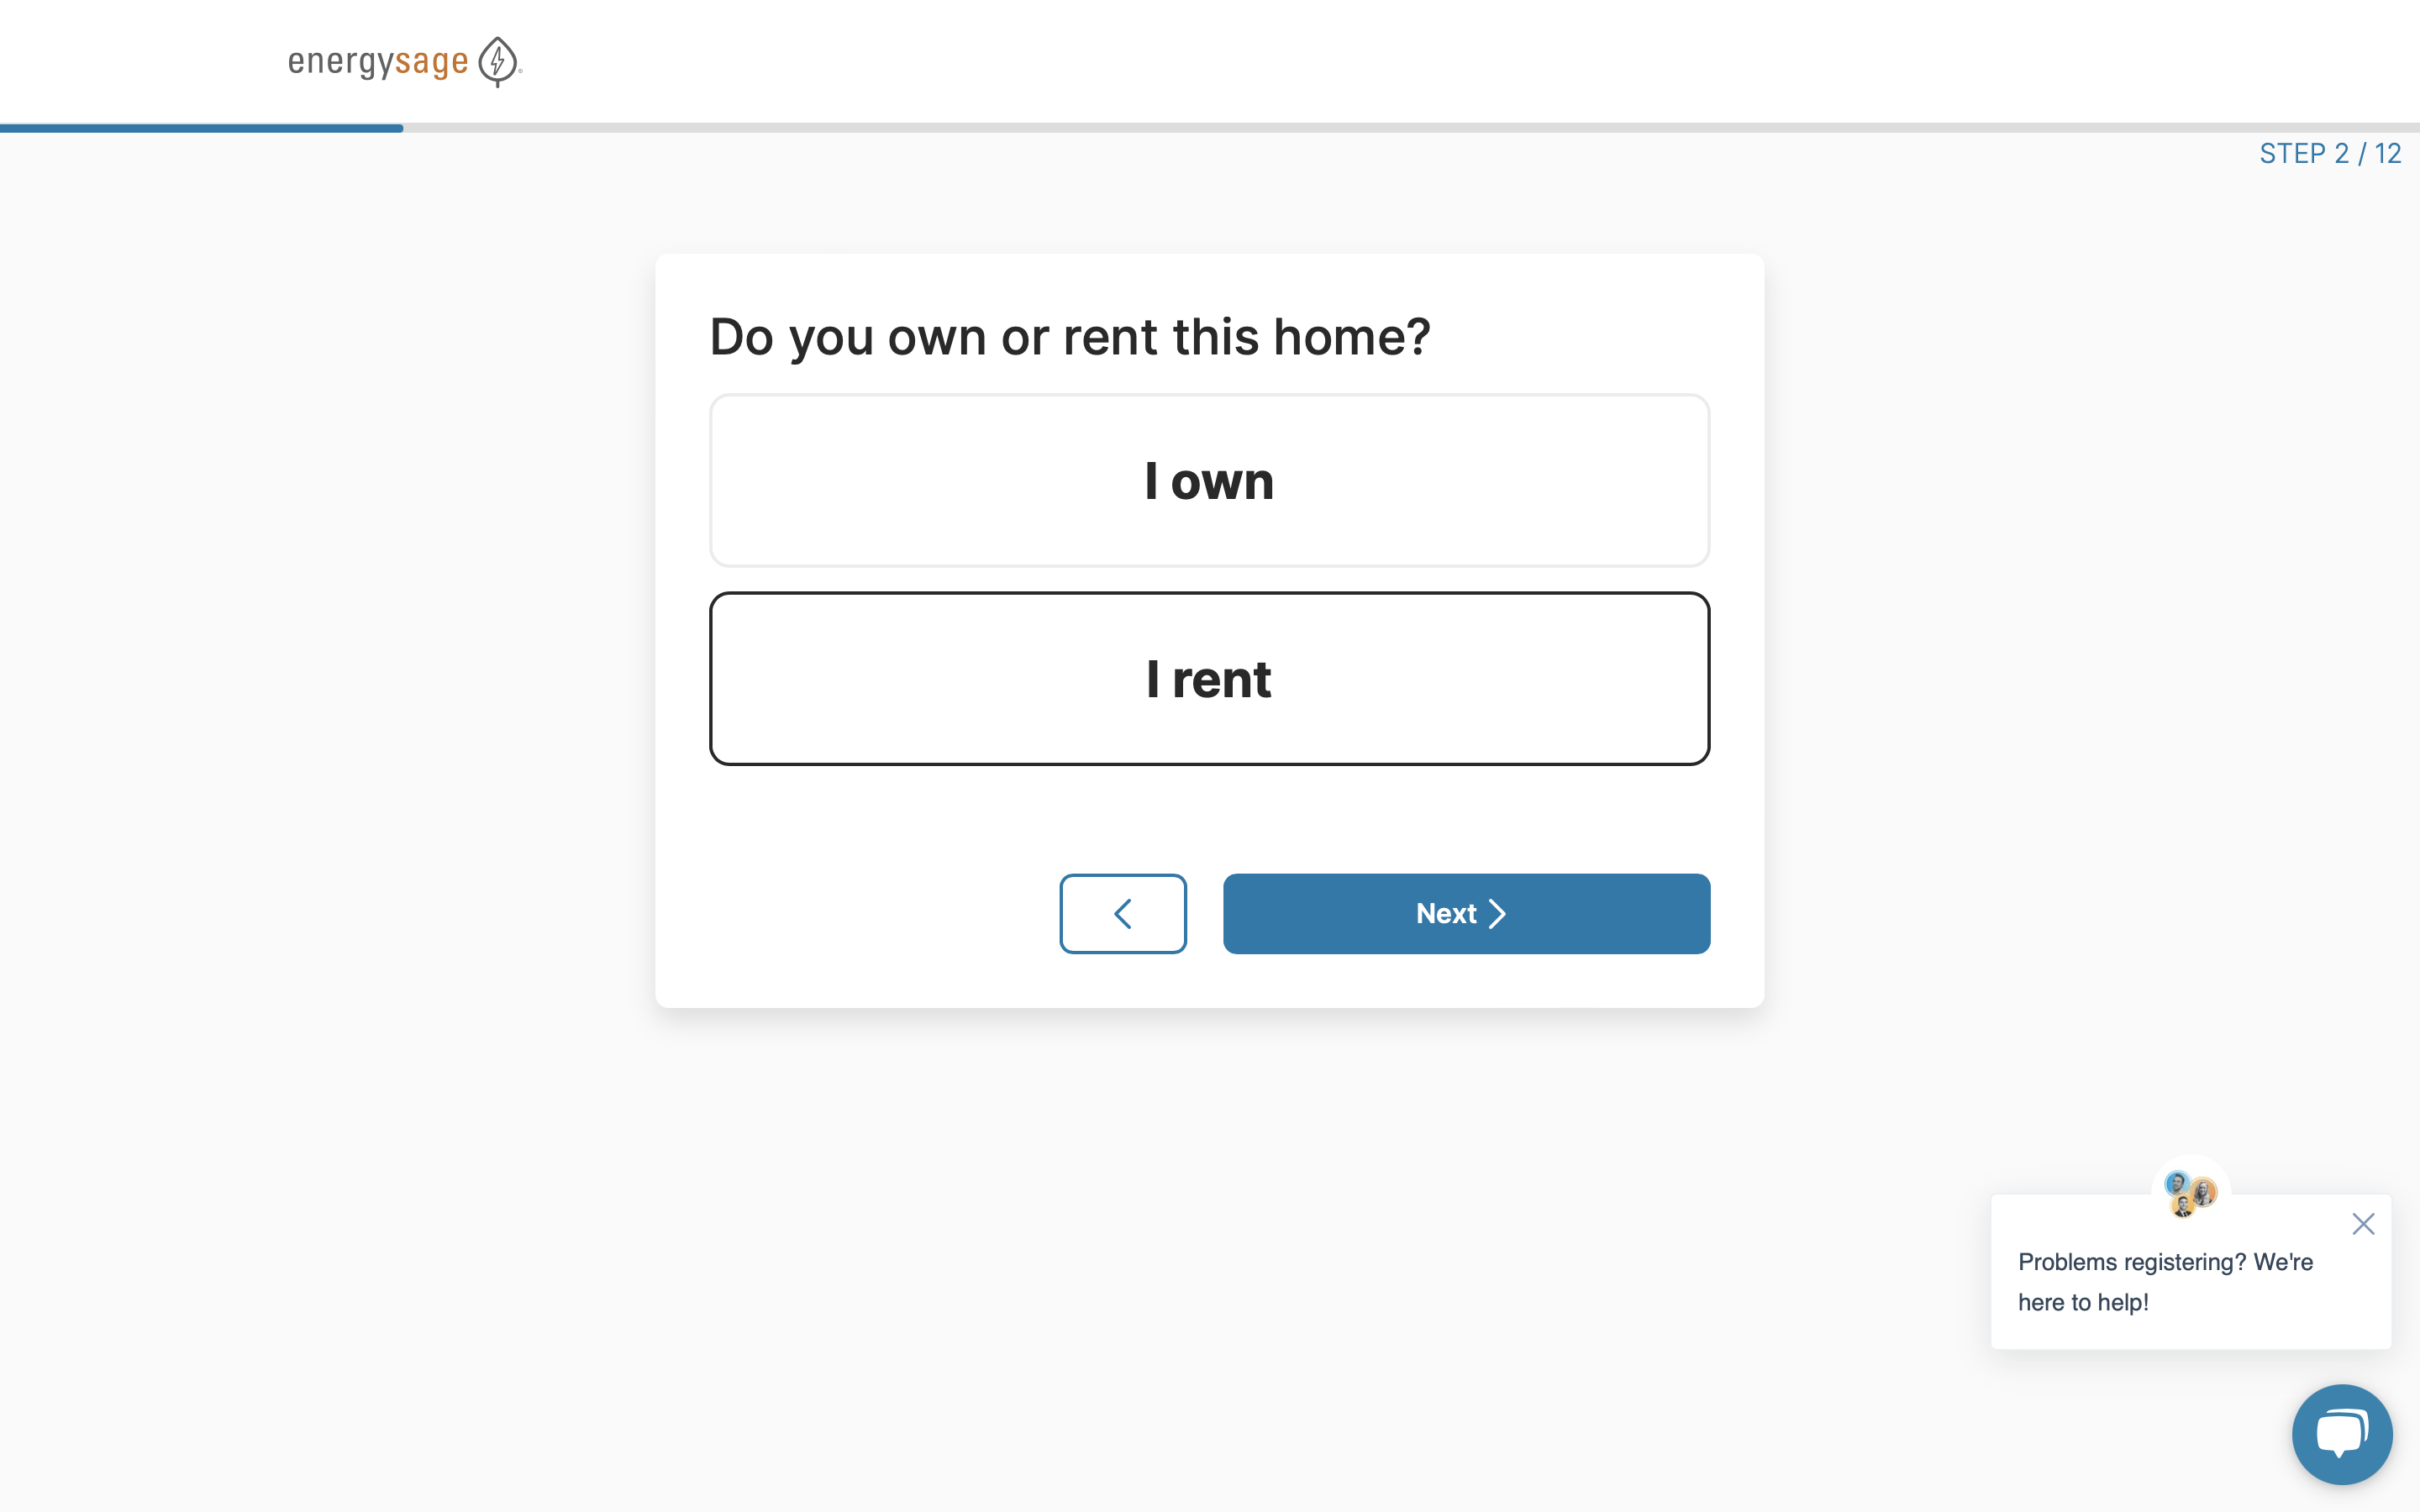 energysage
STEP 2 / 12
Do you own or rent this home?
I own
I rent
Next
Problems registering? We're
here to help!